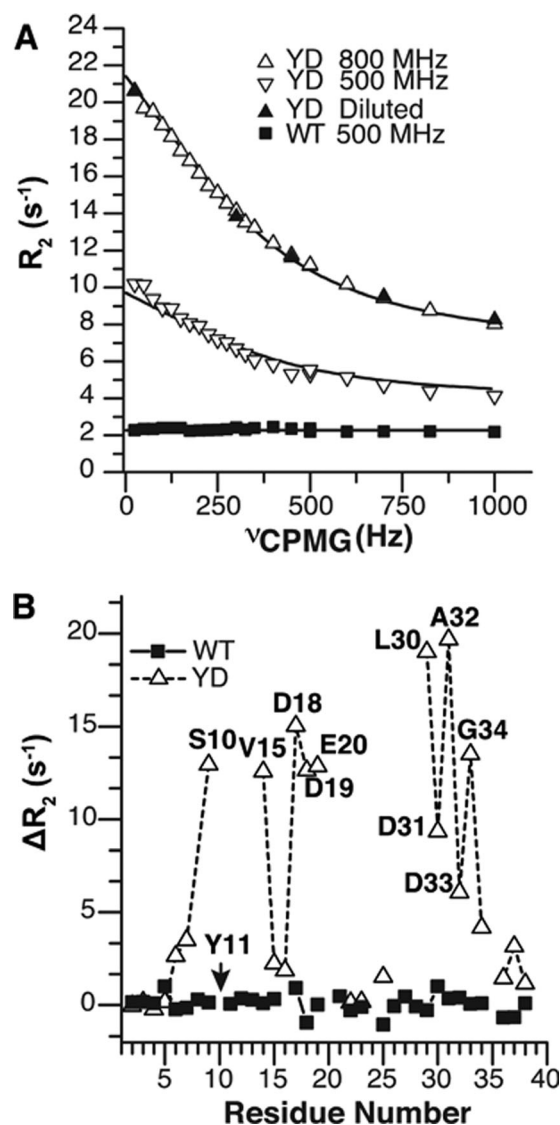 A
YD 800 MHz
YD 500 MHz
YD Diluted
WT 500 MHz
R2 (s-1)
24
22
20
18
16
14
12
10
8
6
4
2
0
0 250 500 750 1000
νCPMG (Hz)
B
WT
YD
ΔR2 (s-1)
20
15
10
5
0
A32
L30
D18
S10 V15
E20
D19
G34
D31
D33
Y11
5 10 15 20 25 30 35 40
Residue Number